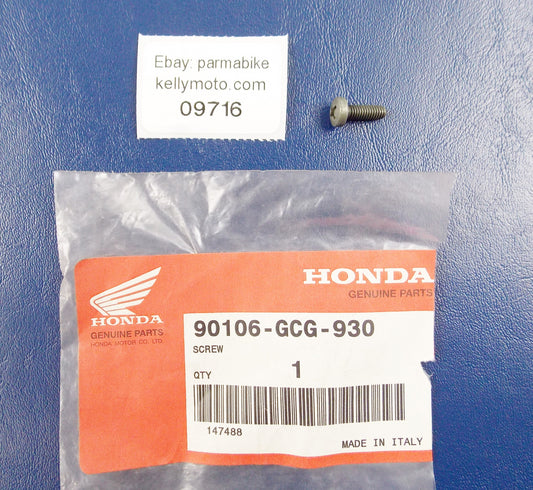 Ebay: parmabike
kellymoto.com
09716
HONDA
GENUINE PARTS
HONDA
GENUINE PARTS
HONDA MOTOR CO. LTD.
90106-GCG-930
SCREW
QTY 1
147488
MADE IN ITALY